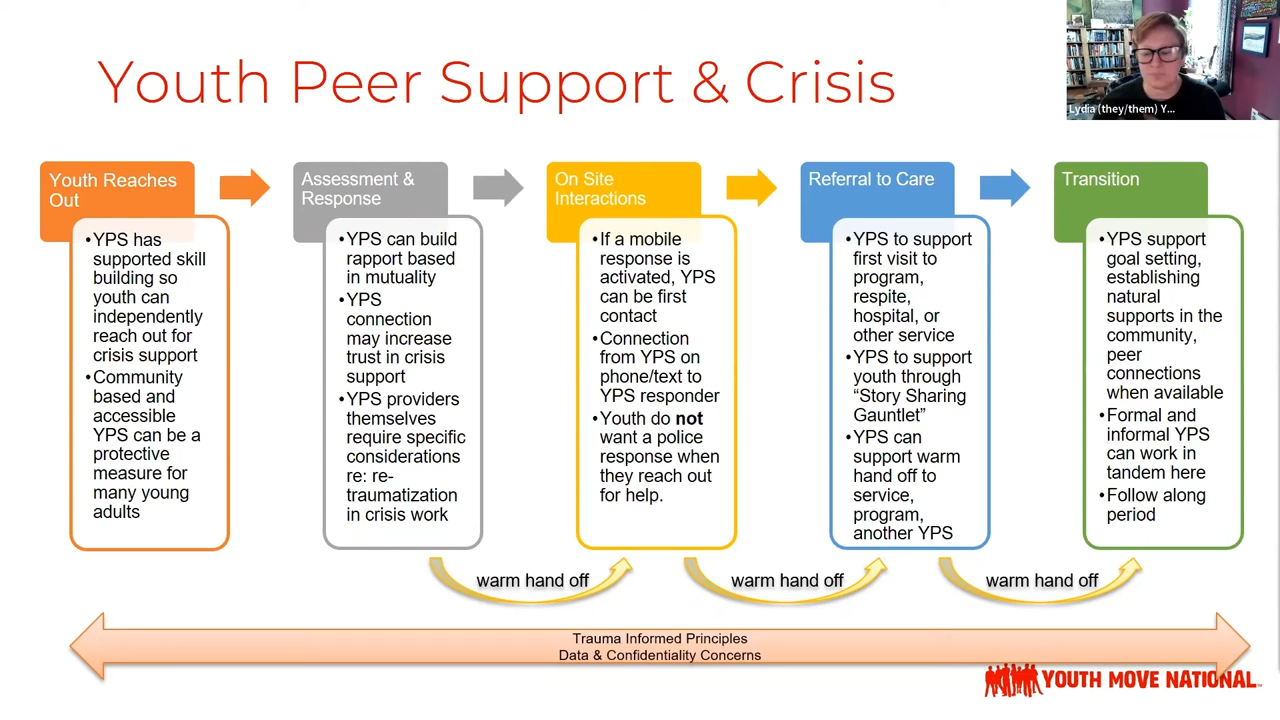 Youth Peer Support & Crisis
Lydia (they/them) Y...
Youth Reaches
Out
•YPS has
supported skill
building so
youth can
independently
reach out for
crisis support
•Community
based and
accessible
YPS can be a
protective
measure for
many young
adults
Assessment &
Response
•YPS can build
rapport based
in mutuality
•YPS
connection
may increase
trust in crisis
support
•YPS providers
themselves
require specific
considerations
re: re-
traumatization
in crisis work
On Site
Interactions
•If a mobile
response is
activated, YPS
can be first
contact
•Connection
from YPS on
phone/text to
YPS responder
•Youth do not
want a police
response when
they reach out
for help.
Referral to Care
•YPS to support
first visit to
program,
respite,
hospital, or
other service
•YPS to support
youth through
“Story Sharing
Gauntlet”
•YPS can
support warm
hand off to
service,
program,
another YPS
Transition
•YPS support
goal setting,
establishing
natural
supports in the
community,
peer
connections
when available
•Formal and
informal YPS
can work in
tandem here
•Follow along
period
warm hand off
warm hand off
warm hand off
Trauma Informed Principles
Data & Confidentiality Concerns
YOUTH MOVE NATIONAL